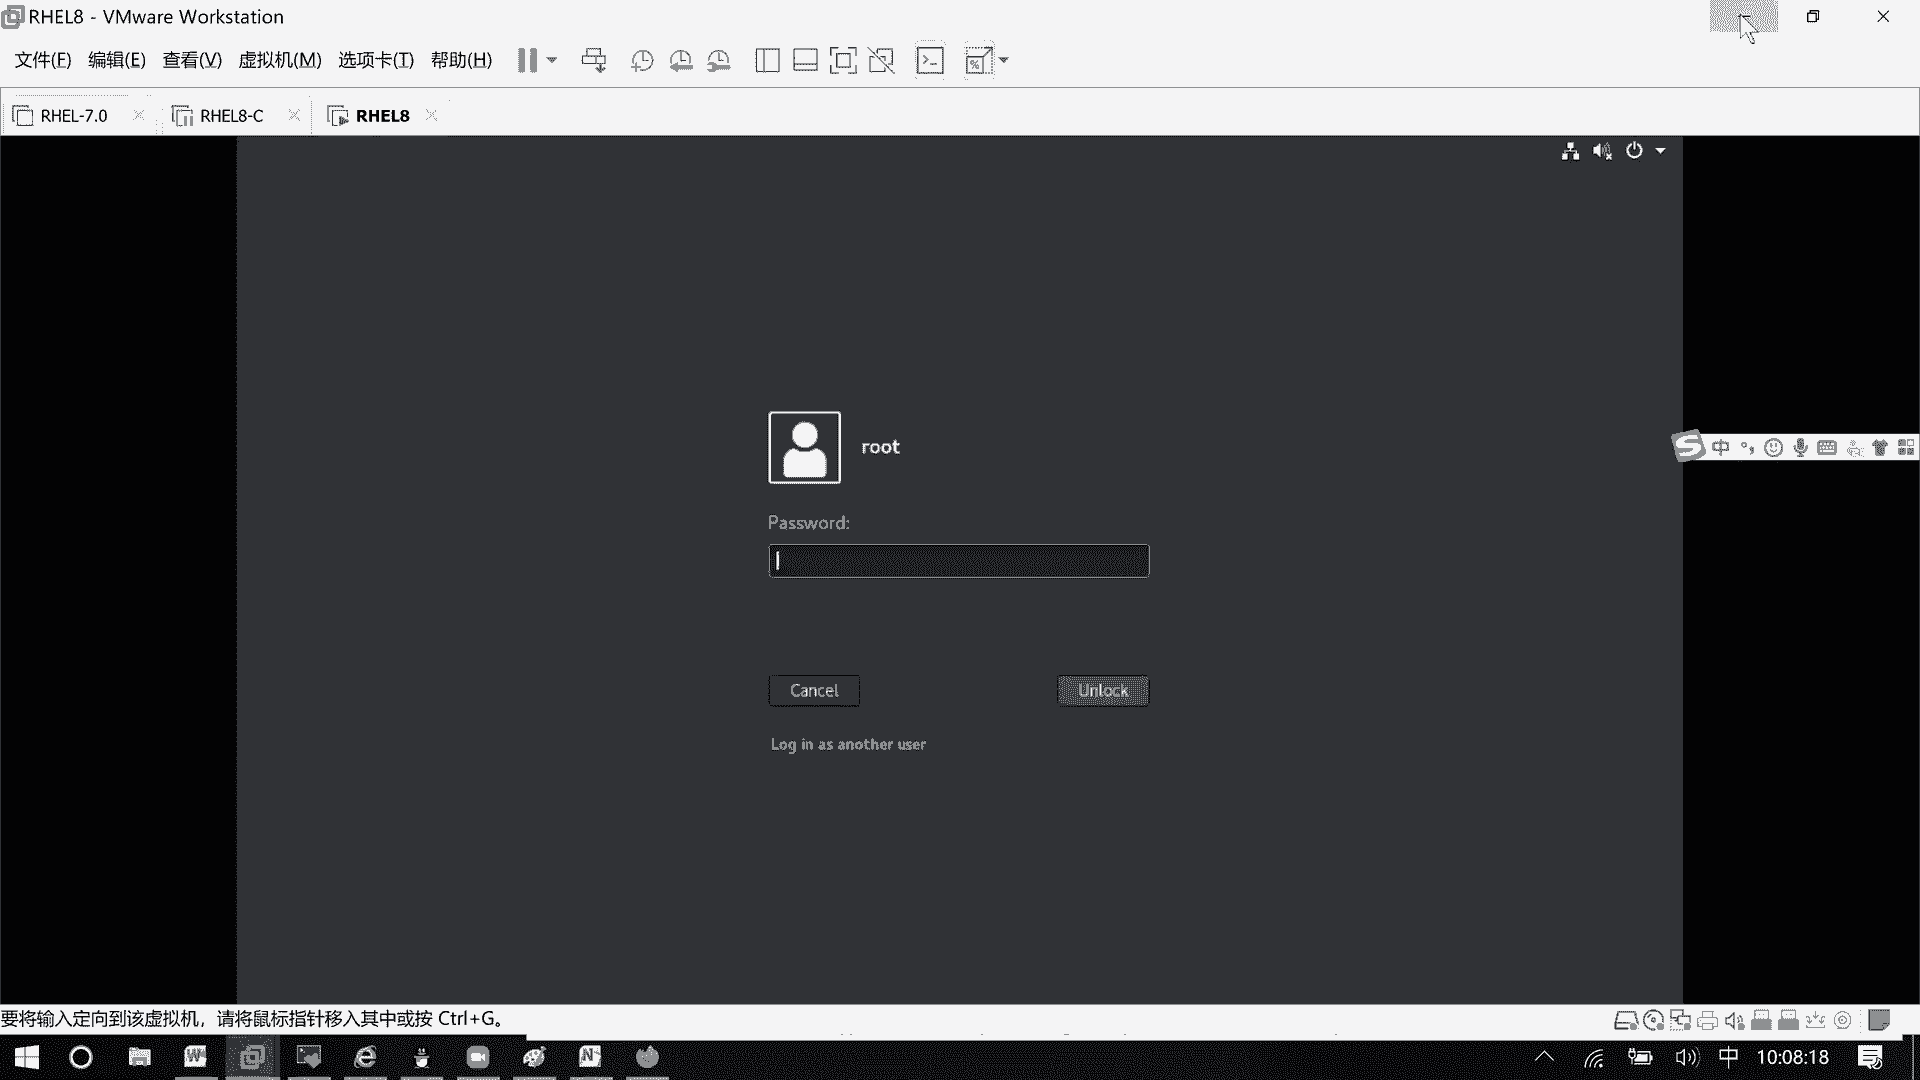 RHEL8 - VMware Workstation
文件(F) 编辑(E) 查看(V) 虚拟机(M) 选项卡(T) 帮助(H)
RHEL-7.0 RHEL8-C RHEL8
root
中
Password:
Cancel Unlock
Log in as another user
要将输入定向到该虚拟机，请将鼠标指针移入其中或按 Ctrl+G。
中 10:08:18